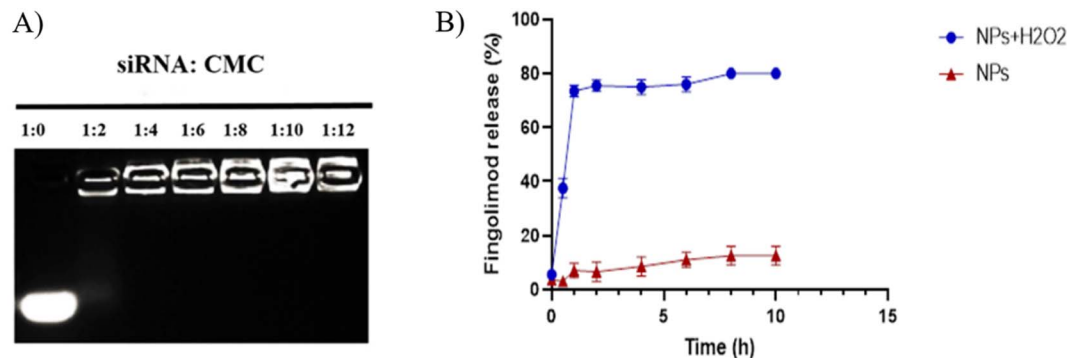 A)
siRNA: CMC
1:0 1:2 1:4 1:6 1:8 1:10 1:12
B)
Fingolimod release (%)
100
80
60
40
20
0
0 5 10 15
Time (h)
NPs+H2O2
NPs